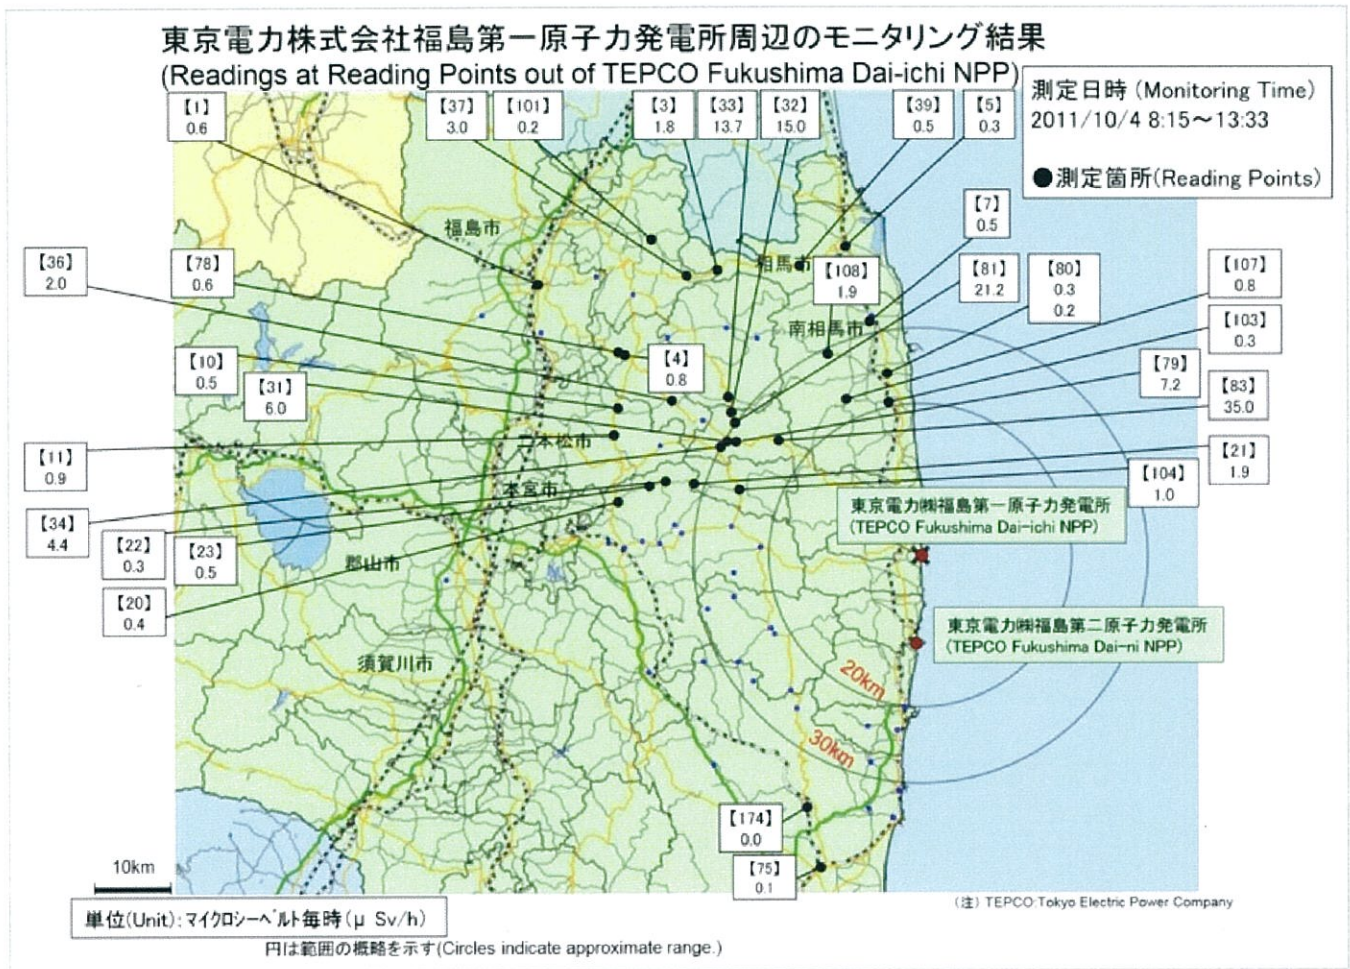 東京電力株式会社福島第一原子力発電所周辺のモニタリング結果
(Readings at Reading Points out of TEPCO Fukushima Dai-ichi NPP)
測定日時 (Monitoring Time)
2011/10/4 8:15～13:33
●測定箇所(Reading Points)
【1】
0.6
【37】
3.0
【101】
0.2
【3】
1.8
【33】
13.7
【32】
15.0
【39】
0.5
【5】
0.3
【7】
0.5
福島市
相馬市
【36】
2.0
【78】
0.6
【108】
1.9
【81】
21.2
【80】
0.3
0.2
【107】
0.8
南相馬市
【103】
0.3
【10】
0.5
【31】
6.0
【4】
0.8
【79】
7.2
【83】
35.0
二本松市
【11】
0.9
【21】
1.9
【104】
1.0
本宮市
東京電力㈱福島第一原子力発電所
(TEPCO Fukushima Dai-ichi NPP)
【34】
4.4
【22】
0.3
【23】
0.5
郡山市
【20】
0.4
東京電力㈱福島第二原子力発電所
(TEPCO Fukushima Dai-ni NPP)
須賀川市
20km
30km
【174】
0.0
【75】
0.1
10km
(注) TEPCO:Tokyo Electric Power Company
単位(Unit):マイクロシーベルト毎時(μ Sv/h)
円は範囲の概略を示す(Circles indicate approximate range.)